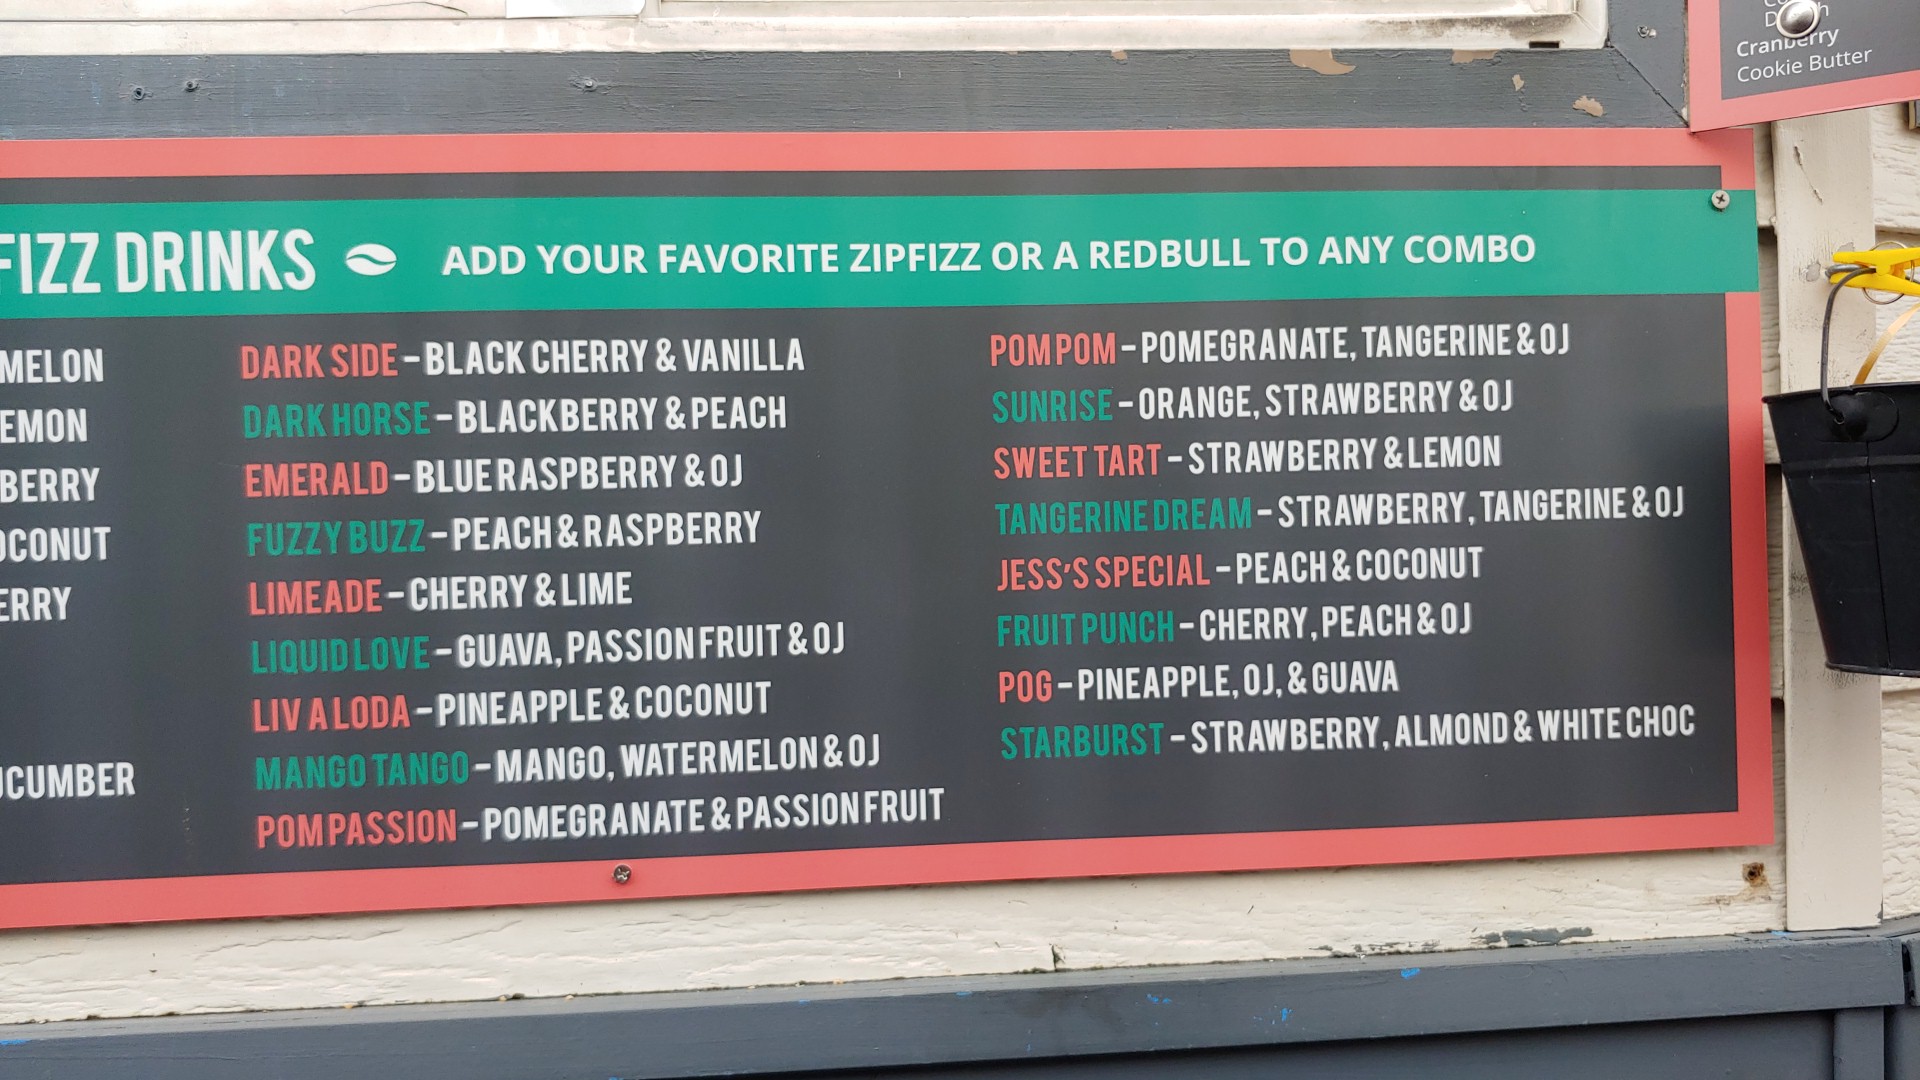 Cranberry
Cookie Butter
FIZZ DRINKS ADD YOUR FAVORITE ZIPFIZZ OR A REDBULL TO ANY COMBO
MELON
EMON
BERRY
OCONUT
ERRY
UCUMBER
DARK SIDE – BLACK CHERRY & VANILLA
DARK HORSE – BLACKBERRY & PEACH
EMERALD – BLUE RASPBERRY & OJ
FUZZY BUZZ – PEACH & RASPBERRY
LIMEADE – CHERRY & LIME
LIQUID LOVE – GUAVA, PASSION FRUIT & OJ
LIV A LODA – PINEAPPLE & COCONUT
MANGO TANGO – MANGO, WATERMELON & OJ
POM PASSION – POMEGRANATE & PASSION FRUIT
POM POM – POMEGRANATE, TANGERINE & OJ
SUNRISE – ORANGE, STRAWBERRY & OJ
SWEET TART – STRAWBERRY & LEMON
TANGERINE DREAM – STRAWBERRY, TANGERINE & OJ
JESS'S SPECIAL – PEACH & COCONUT
FRUIT PUNCH – CHERRY, PEACH & OJ
POG – PINEAPPLE, OJ, & GUAVA
STARBURST – STRAWBERRY, ALMOND & WHITE CHOC